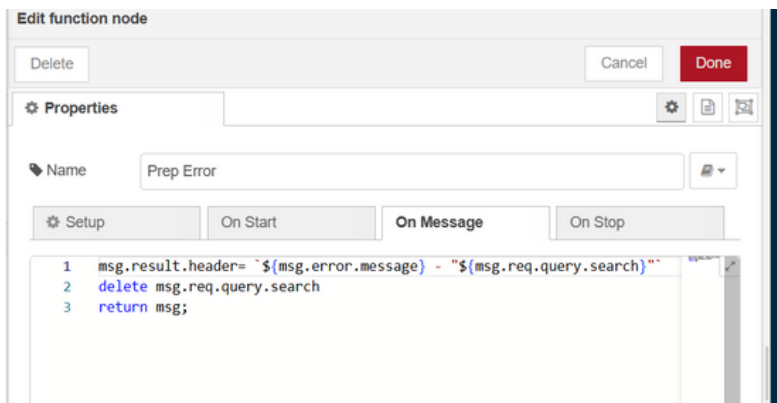 Edit function node
Delete
Cancel
Done
Properties
Name
Prep Error
Setup
On Start
On Message
On Stop
1 msg.result.header= `${msg.error.message} - "${msg.req.query.search}"`
2 delete msg.req.query.search
3 return msg;